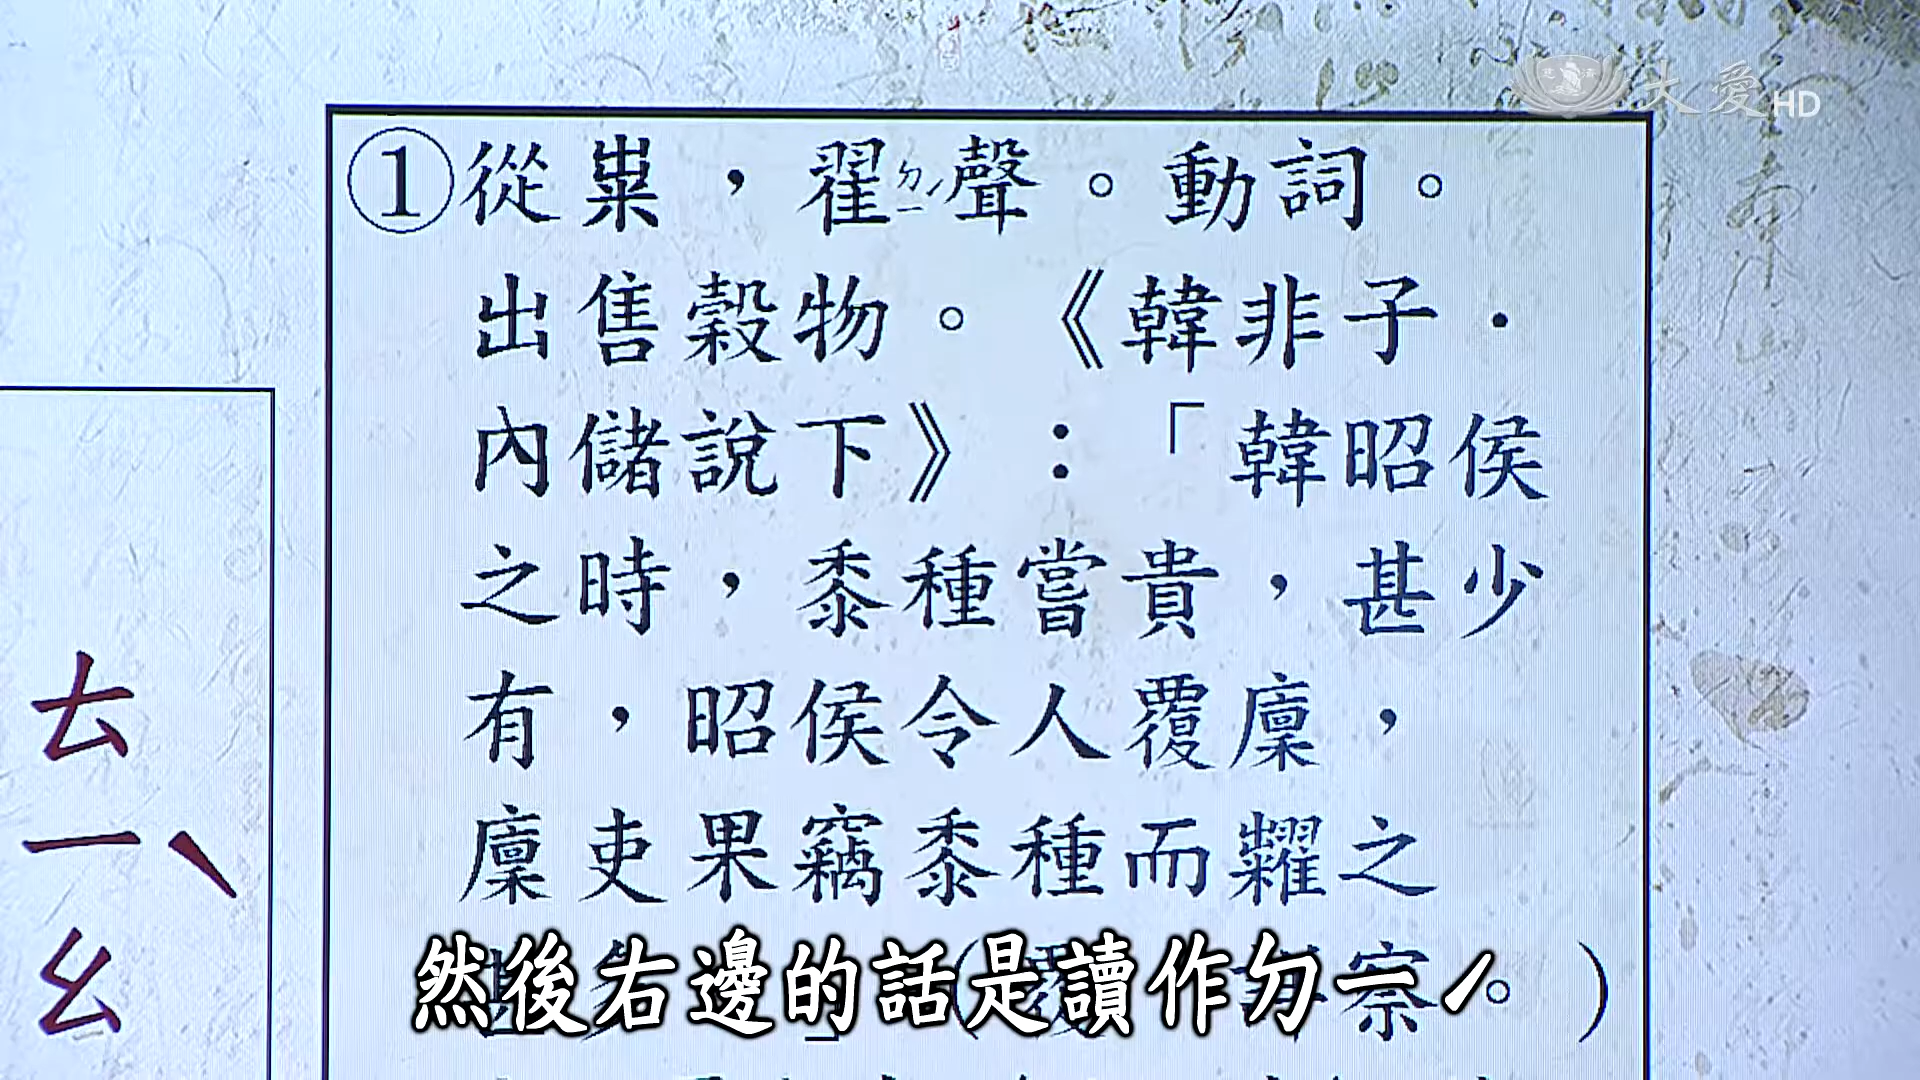 大愛HD
①從𥻆，翟ㄉㄧˊ聲。動詞。
出售穀物。《韓非子．
內儲說下》：「韓昭侯
之時，黍種嘗貴，甚少
有，昭侯令人覆廩，
廩吏果竊黍種而糶之
察。）
ㄊㄧㄠˋ
然後右邊的話是讀作ㄉㄧˊ